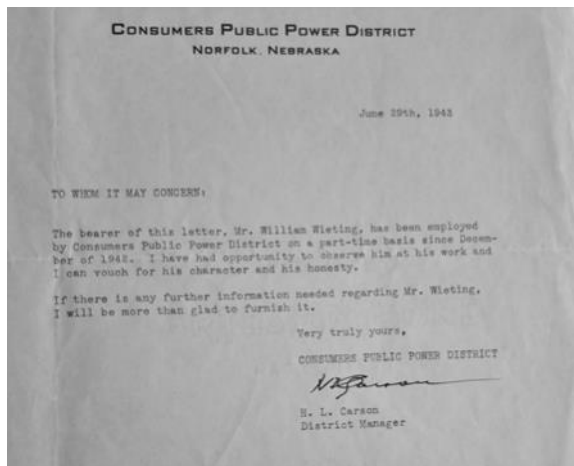 CONSUMERS PUBLIC POWER DISTRICT
NORFOLK, NEBRASKA
June 29th, 1943
TO WHOM IT MAY CONCERN:
The bearer of this letter, Mr. William Wieting, has been employed
by Consumers Public Power District on a part-time basis since Decem-
ber of 1942. I have had opportunity to observe him at his work and
I can vouch for his character and his honesty.
If there is any further information needed regarding Mr. Wieting,
I will be more than glad to furnish it.
Very truly yours,
CONSUMERS PUBLIC POWER DISTRICT
H L Carson
H. L. Carson
District Manager